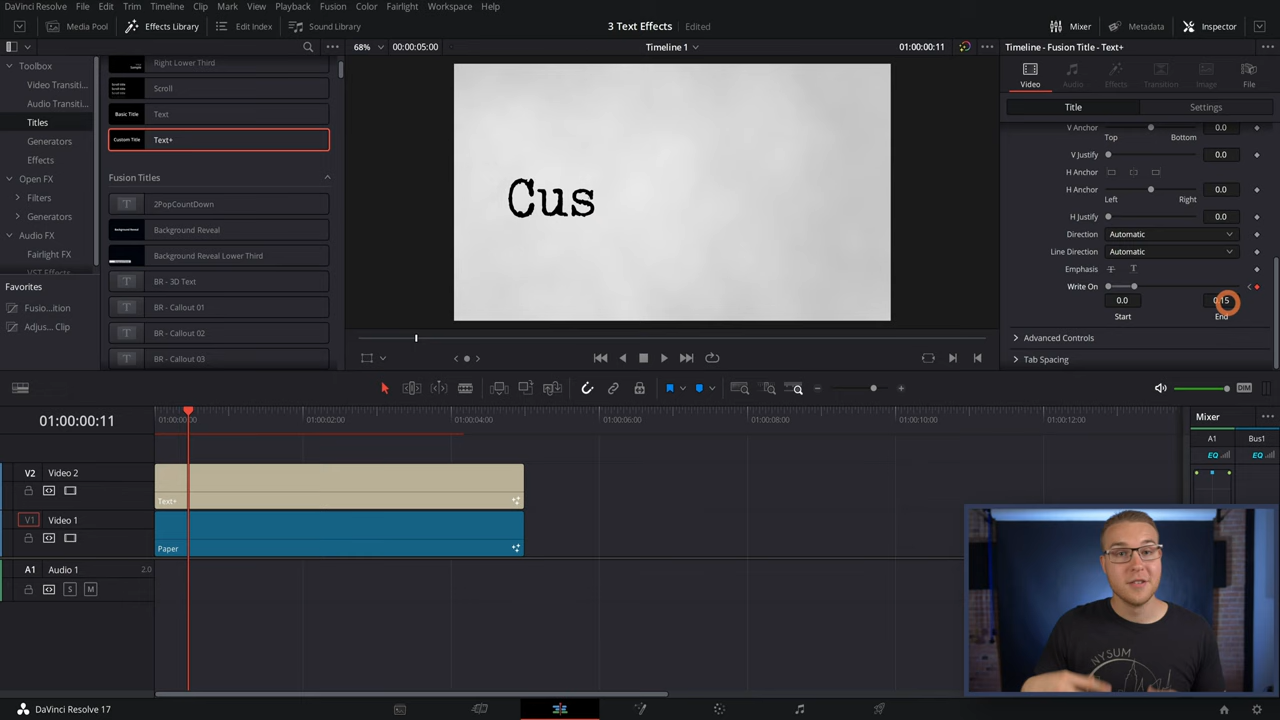 DaVinci Resolve File Edit Trim Timeline Clip Mark View Playback Fusion Color Fairlight Workspace Help
Media Pool Effects Library Edit Index Sound Library 3 Text Effects Edited Mixer Metadata Inspector
68% 00:00:05:00 Timeline 1 01:00:00:11 Timeline - Fusion Title - Text+
Toolbox
Video Transiti...
Audio Transiti...
Titles
Generators
Effects
Open FX
Filters
Generators
Audio FX
Fairlight FX
VST Effects
Favorites
Fusio...ition
Adjus... Clip
Right Lower Third
Scroll
Basic Title Text
Custom Title Text+
Fusion Titles
2PopCountDown
Background Reveal
Background Reveal Lower Third
BR - 3D Text
BR - Callout 01
BR - Callout 02
BR - Callout 03
Cus
Video Audio Effects Transition Image File
Title Settings
V Anchor 0.0
Top Bottom
V Justify 0.0
H Anchor
H Anchor 0.0
Left Right
H Justify 0.0
Direction Automatic
Line Direction Automatic
Emphasis T T
Write On
0.0 0.15
Start End
Advanced Controls
Tab Spacing
DIM
01:00:00:11 01:00:00:00 01:00:02:00 01:00:04:00 01:00:06:00 01:00:08:00 01:00:10:00 01:00:12:00
V2 Video 2
Text+
V1 Video 1
Paper
A1 Audio 1 2.0
S M
Mixer
A1 Bus1
EQ EQ
NYSUM
DaVinci Resolve 17